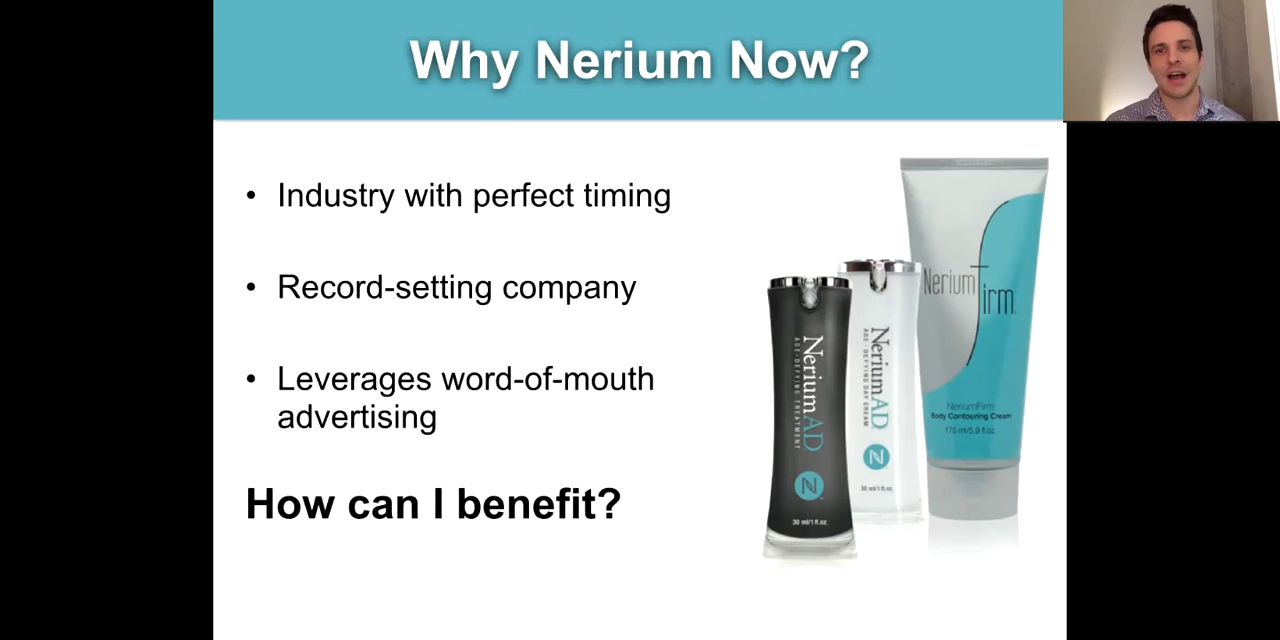 Why Nerium Now?
• Industry with perfect timing
• Record-setting company
• Leverages word-of-mouth
advertising
How can I benefit?
NeriumAD
AGE-DEFYING TREATMENT
N
30 ml/1 fl.oz.
NeriumAD
AGE-DEFYING DAY CREAM
N
30 ml/1 fl.oz.
NeriumFirm
NeriumFirm
Body Contouring Cream
175 ml/5.9 fl.oz.